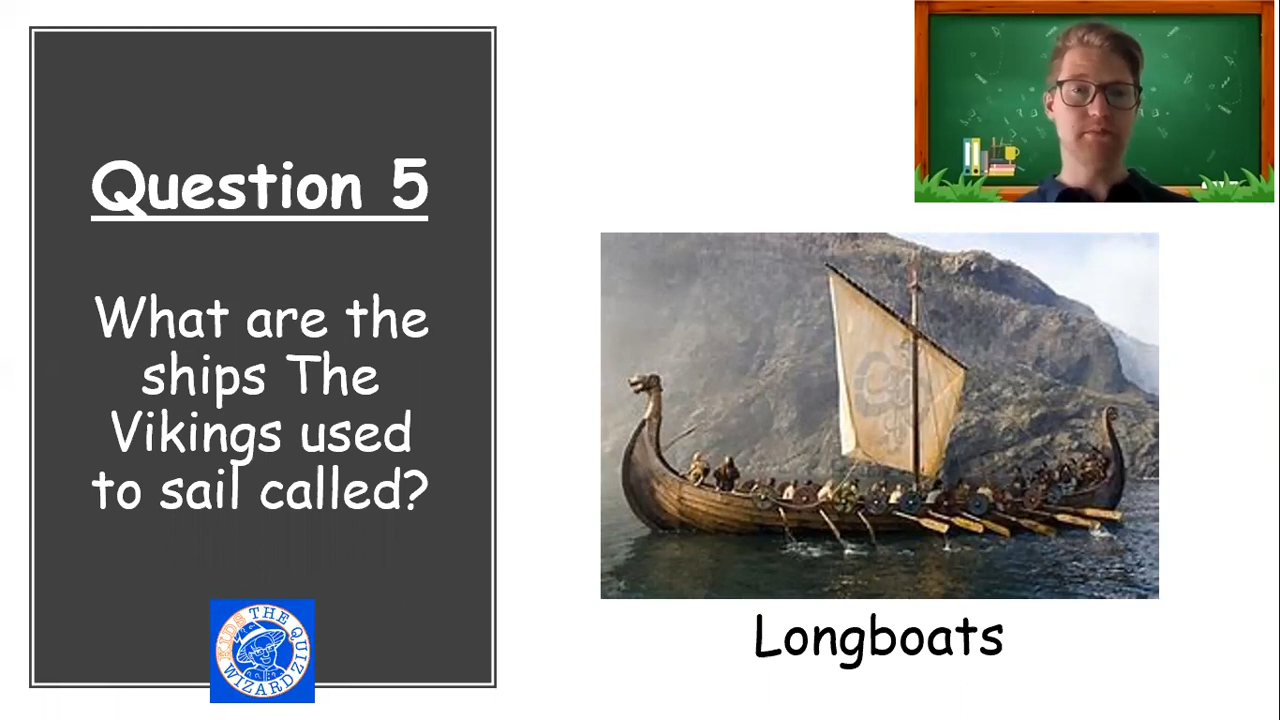 Question 5
What are the
ships The
Vikings used
to sail called?
Longboats
KIDS THE QUIZ WIZARD